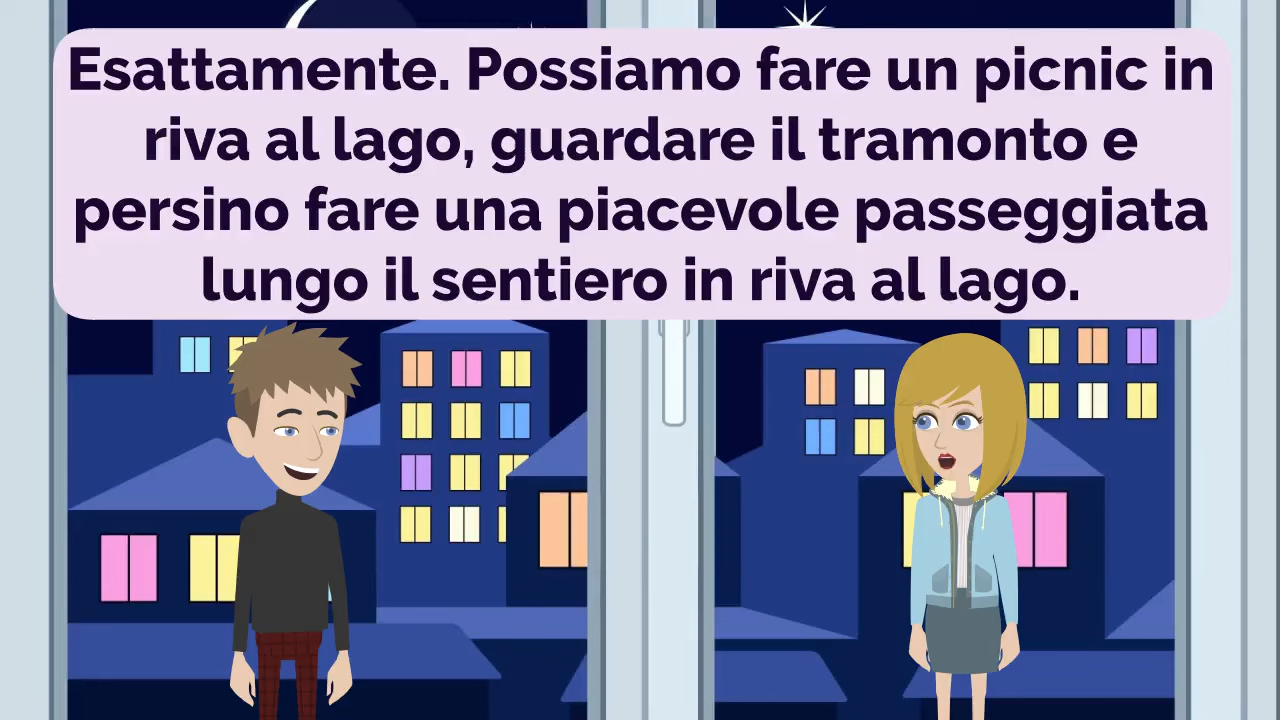 Esattamente. Possiamo fare un picnic in
riva al lago, guardare il tramonto e
persino fare una piacevole passeggiata
lungo il sentiero in riva al lago.